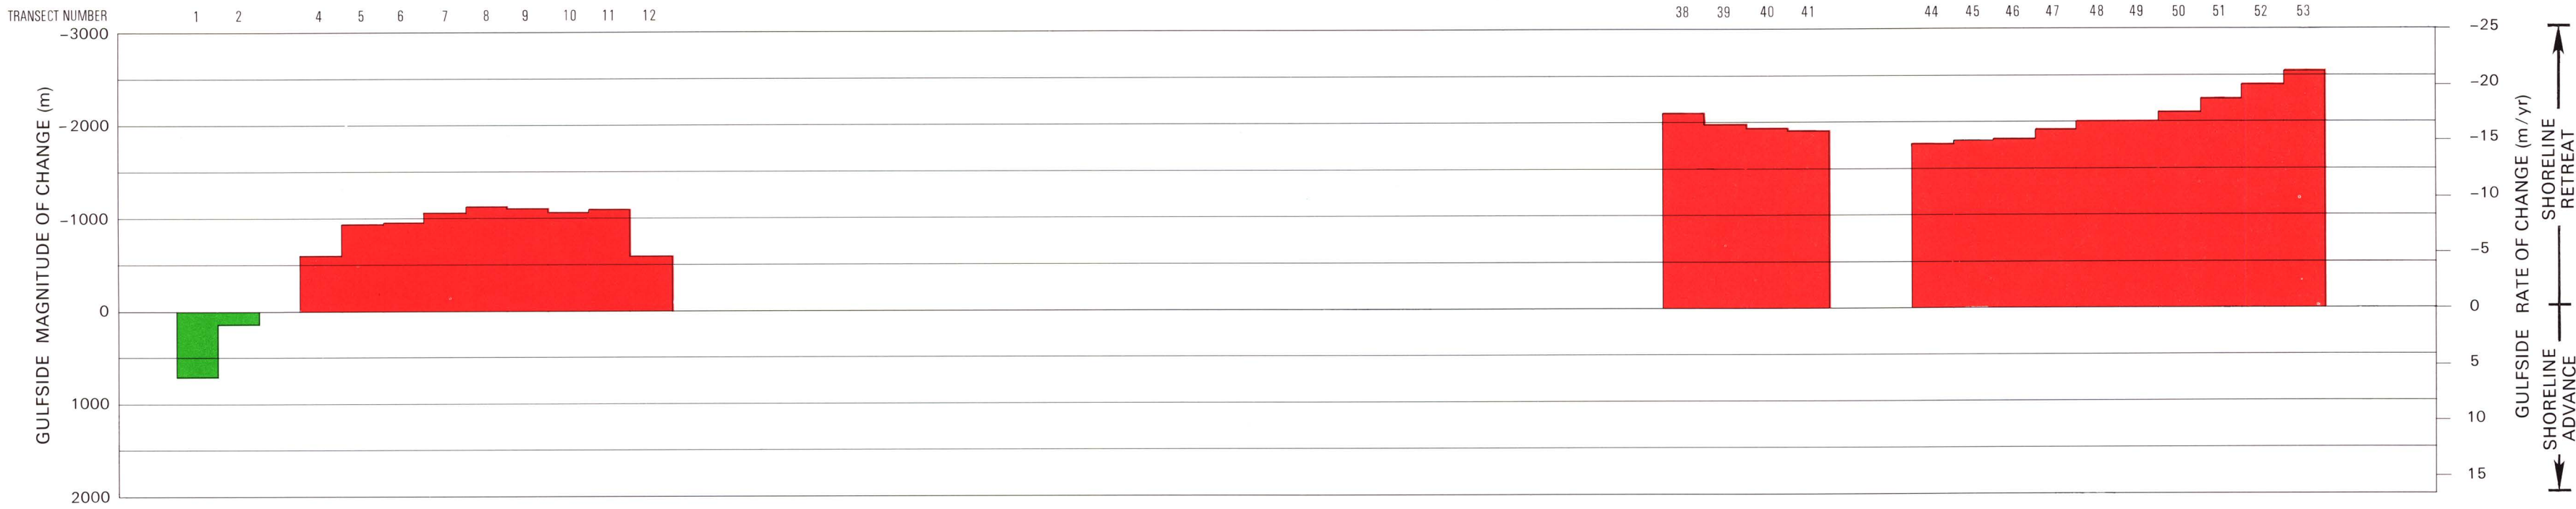 TRANSECT NUMBER 1 2 4 5 6 7 8 9 10 11 12 38 39 40 41 44 45 46 47 48 49 50 51 52 53
GULFSIDE MAGNITUDE OF CHANGE (m)
-3000
-2000
-1000
0
1000
2000
-25
-20
-15
-10
-5
0
5
10
15
GULFSIDE RATE OF CHANGE (m/yr)
SHORELINE
RETREAT
SHORELINE
ADVANCE